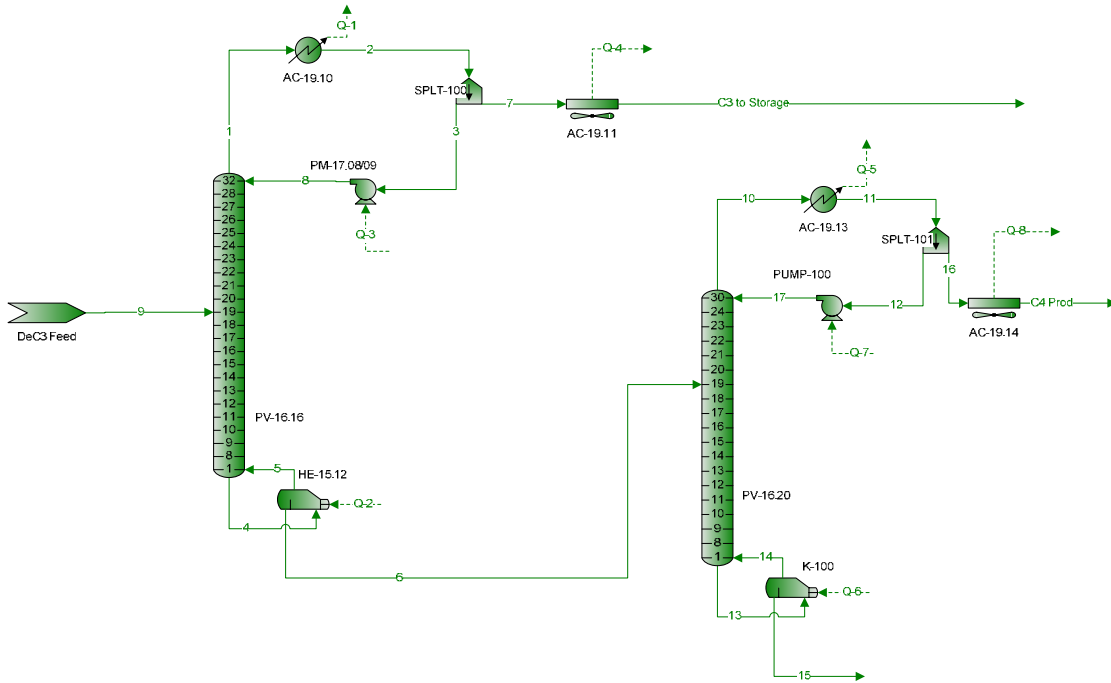 Q-1
2
AC-19.10
SPLT-100
Q-4
7
C3 to Storage
AC-19.11
1
3
PM-17.08/09
8
Q-3
32
28
27
26
25
24
23
22
21
20
19
18
17
16
15
14
13
12
11
10
9
8
1
9
DeC3 Feed
PV-16.16
5
HE-15.12
Q-2
4
6
Q-5
10
11
AC-19.13
SPLT-101
Q-8
16
PUMP-100
17
12
C4 Prod
AC-19.14
Q-7
30
24
23
22
21
20
19
18
17
16
15
14
13
12
11
10
9
8
1
PV-16.20
14
K-100
Q-6
13
15